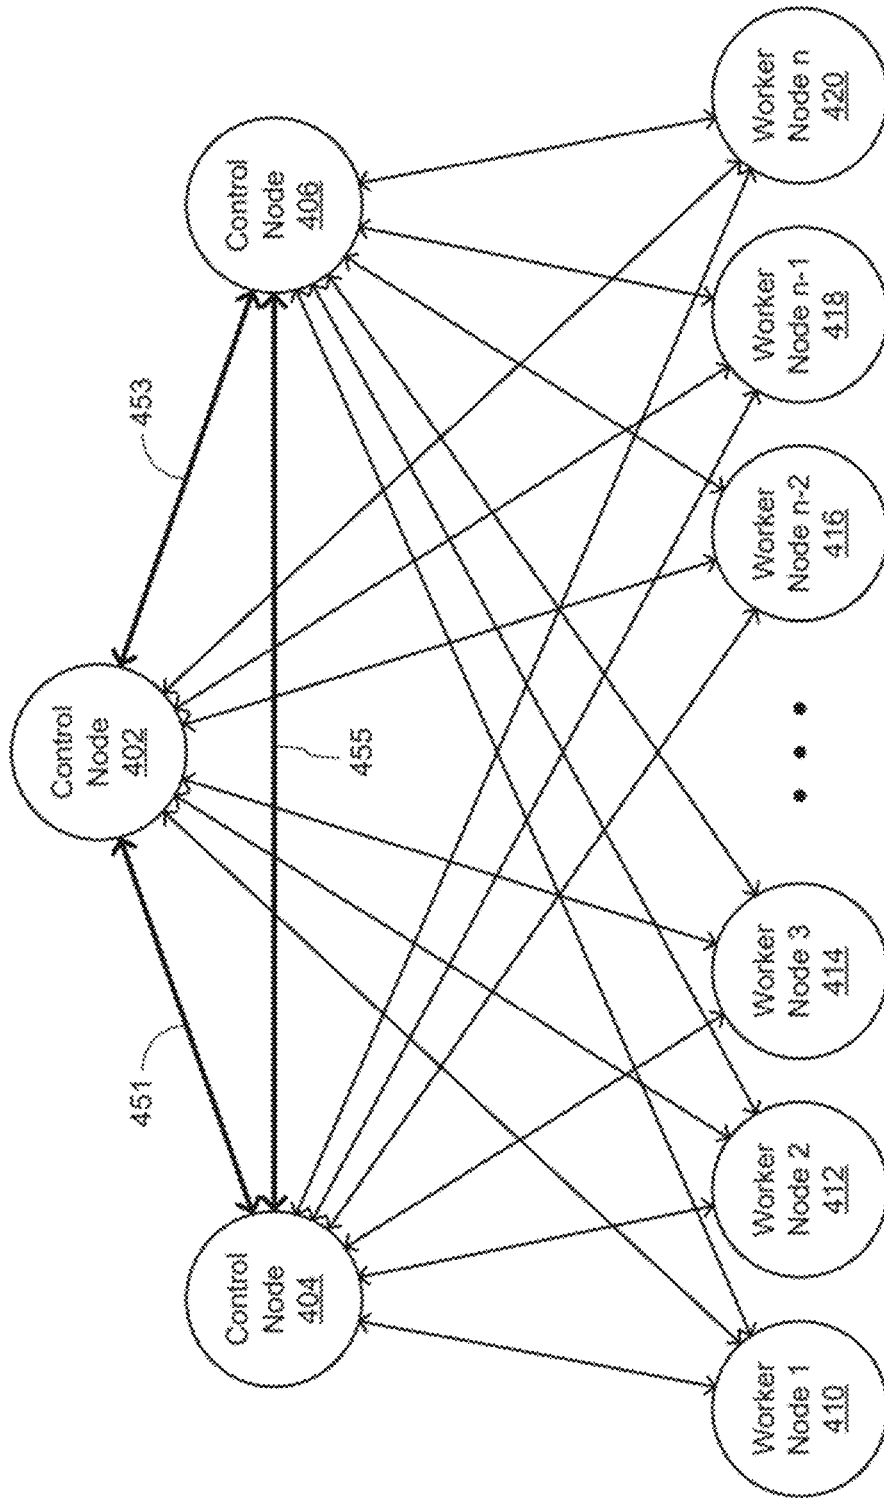 Control
Node
402
451
453
Control
Node
404
Control
Node
406
455
Worker
Node 1
410
Worker
Node 2
412
Worker
Node 3
414
Worker
Node n-2
416
Worker
Node n-1
418
Worker
Node n
420